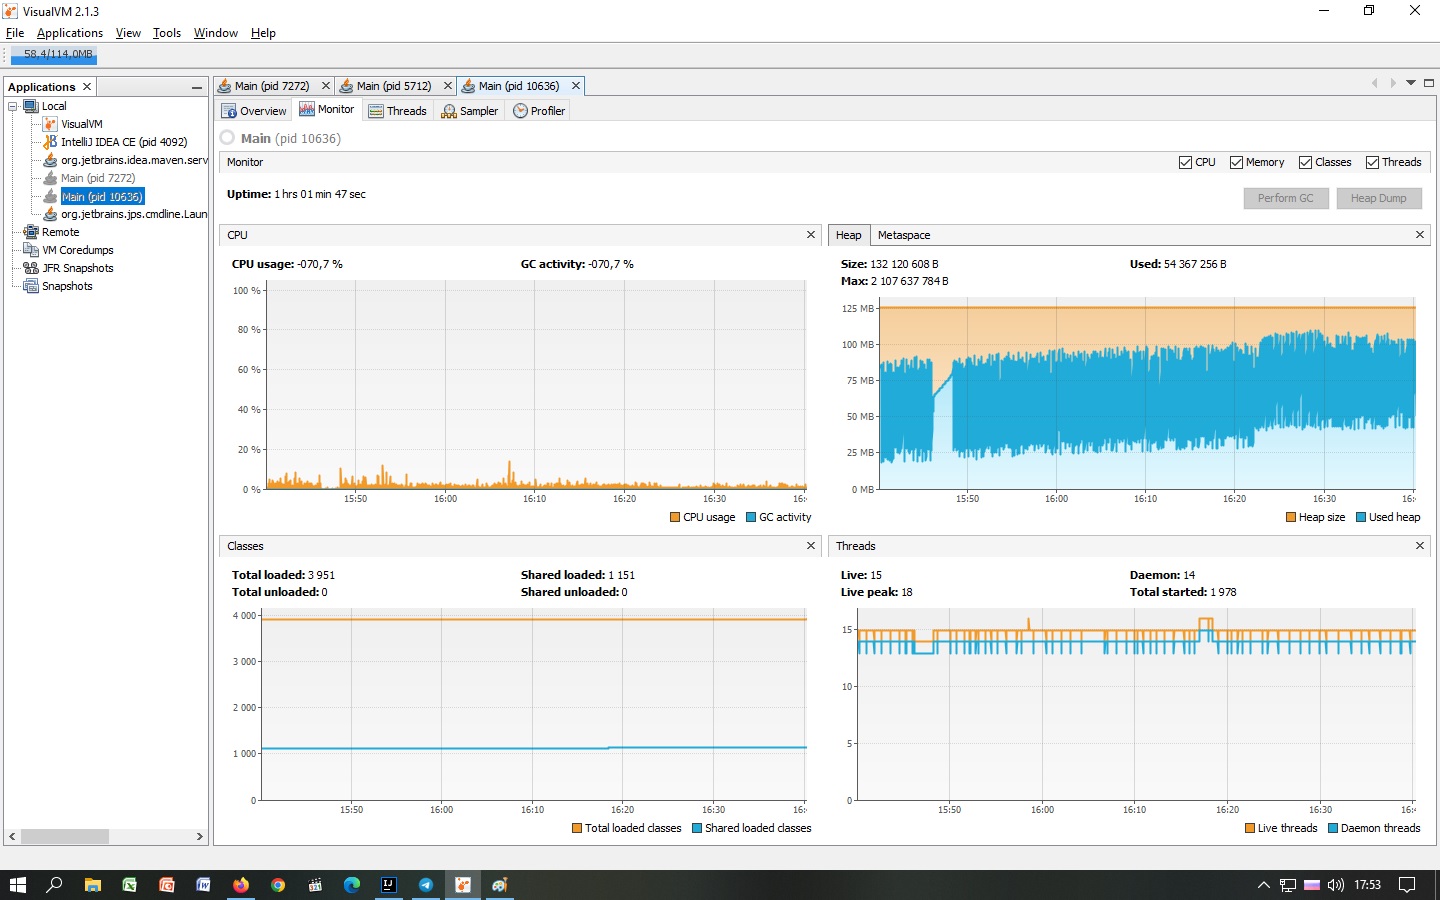 VisualVM 2.1.3
File Applications View Tools Window Help
58,4/114,0MB
Applications
Local
VisualVM
IntelliJ IDEA CE (pid 4092)
org.jetbrains.idea.maven.serv
Main (pid 7272)
Main (pid 10636)
org.jetbrains.jps.cmdline.Laun
Remote
VM Coredumps
JFR Snapshots
Snapshots
Main (pid 7272) Main (pid 5712) Main (pid 10636)
Overview Monitor Threads Sampler Profiler
Main (pid 10636)
Monitor CPU Memory Classes Threads
Uptime: 1 hrs 01 min 47 sec
Perform GC Heap Dump
CPU
CPU usage: -070,7 % GC activity: -070,7 %
100 %
80 %
60 %
40 %
20 %
0 %
15:50 16:00 16:10 16:20 16:30 16:
CPU usage GC activity
Heap Metaspace
Size: 132 120 608 B Used: 54 367 256 B
Max: 2 107 637 784 B
125 MB
100 MB
75 MB
50 MB
25 MB
0 MB
15:50 16:00 16:10 16:20 16:30 16:
Heap size Used heap
Classes
Total loaded: 3 951 Shared loaded: 1 151
Total unloaded: 0 Shared unloaded: 0
4 000
3 000
2 000
1 000
0
15:50 16:00 16:10 16:20 16:30 16:
Total loaded classes Shared loaded classes
Threads
Live: 15 Daemon: 14
Live peak: 18 Total started: 1 978
15
10
5
0
15:50 16:00 16:10 16:20 16:30 16:
Live threads Daemon threads
321
IJ
17:53